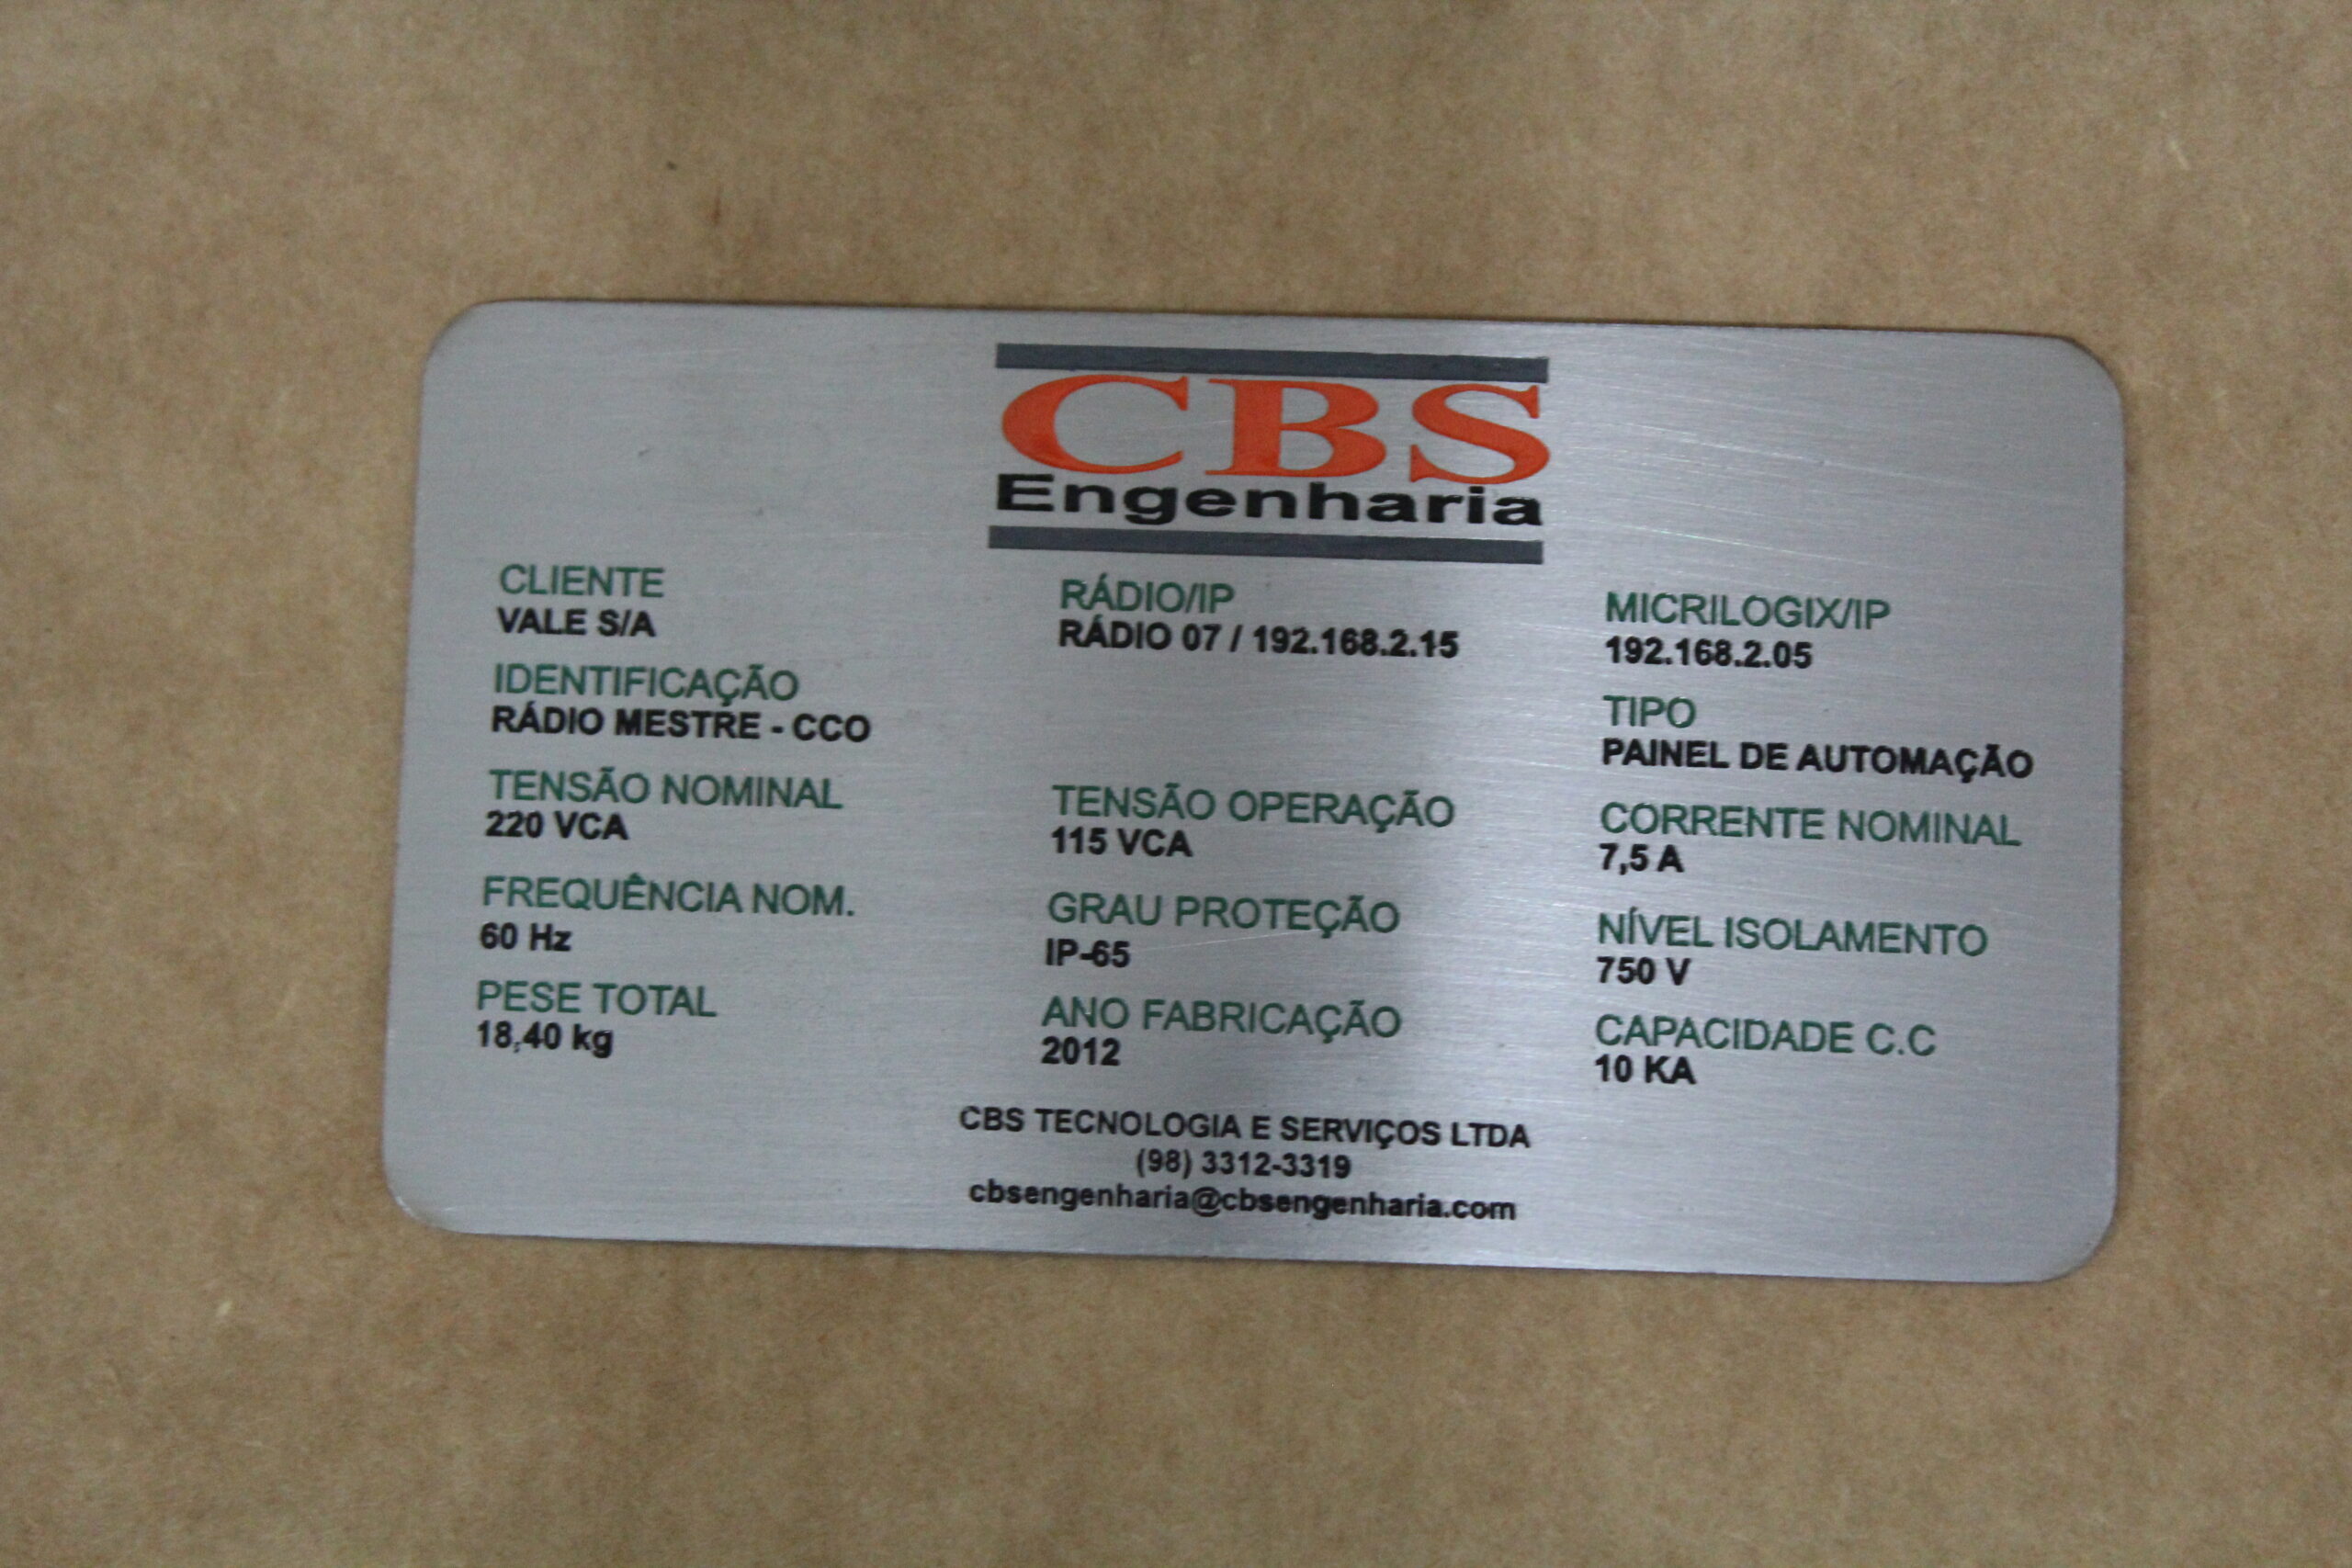 CBS
Engenharia
CLIENTE
VALE S/A
RÁDIO/IP
RÁDIO 07 / 192.168.2.15
MICRILOGIX/IP
192.168.2.05
IDENTIFICAÇÃO
RÁDIO MESTRE - CCO
TIPO
PAINEL DE AUTOMAÇÃO
TENSÃO NOMINAL
220 VCA
TENSÃO OPERAÇÃO
115 VCA
CORRENTE NOMINAL
7,5 A
FREQUÊNCIA NOM.
60 Hz
GRAU PROTEÇÃO
IP-65
NÍVEL ISOLAMENTO
750 V
PESE TOTAL
18,40 kg
ANO FABRICAÇÃO
2012
CAPACIDADE C.C
10 KA
CBS TECNOLOGIA E SERVIÇOS LTDA
(98) 3312-3319
cbsengenharia@cbsengenharia.com